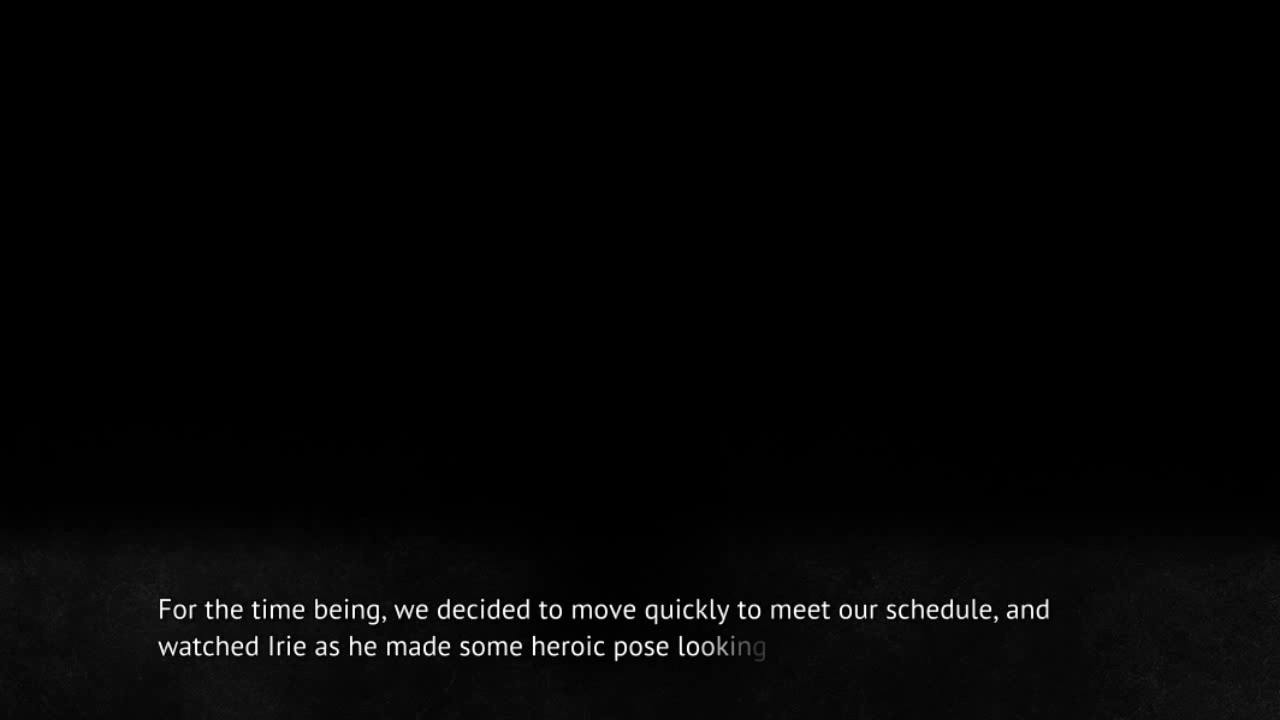 For the time being, we decided to move quickly to meet our schedule, and
watched Irie as he made some heroic pose looking